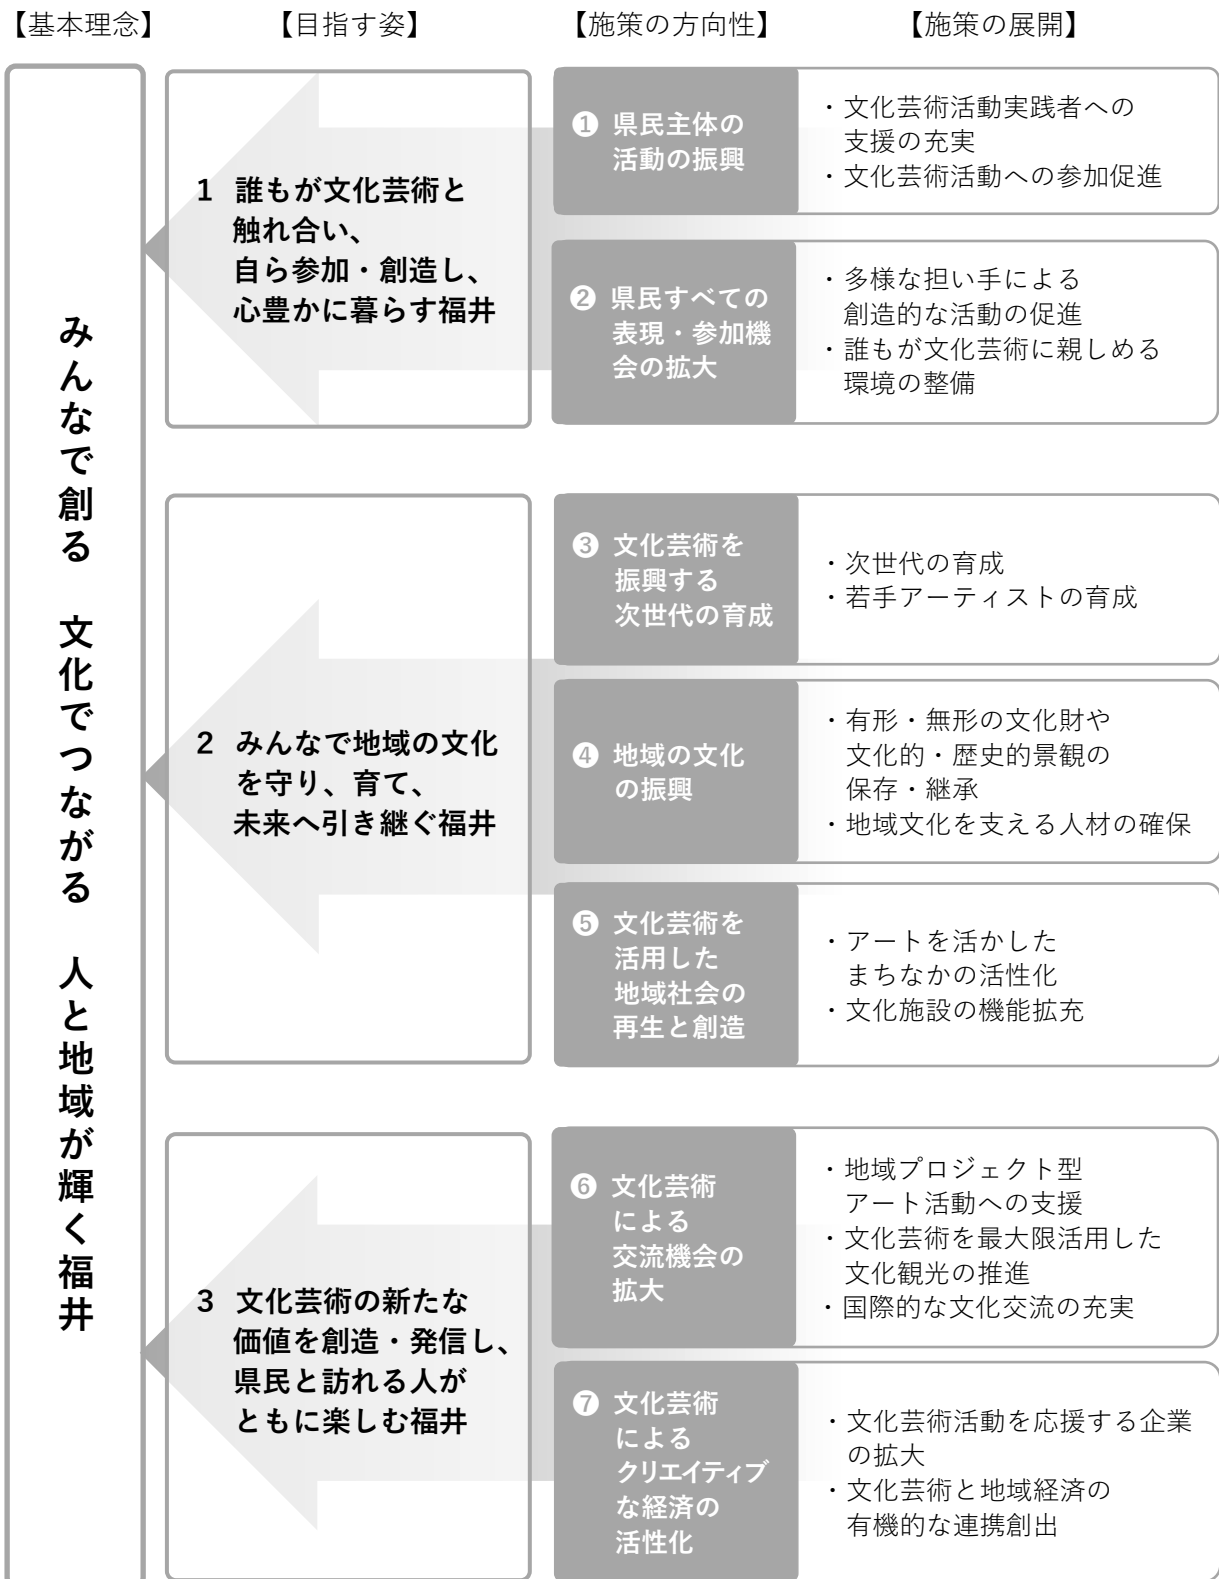 【基本理念】
【目指す姿】
【施策の方向性】
【施策の展開】
みんなで創る　文化でつながる　人と地域が輝く福井
1 誰もが文化芸術と
触れ合い、
自ら参加・創造し、
心豊かに暮らす福井
❶ 県民主体の
活動の振興
・文化芸術活動実践者への
支援の充実
・文化芸術活動への参加促進
❷ 県民すべての
表現・参加機
会の拡大
・多様な担い手による
創造的な活動の促進
・誰もが文化芸術に親しめる
環境の整備
2 みんなで地域の文化
を守り、育て、
未来へ引き継ぐ福井
❸ 文化芸術を
振興する
次世代の育成
・次世代の育成
・若手アーティストの育成
❹ 地域の文化
の振興
・有形・無形の文化財や
文化的・歴史的景観の
保存・継承
・地域文化を支える人材の確保
❺ 文化芸術を
活用した
地域社会の
再生と創造
・アートを活かした
まちなかの活性化
・文化施設の機能拡充
3 文化芸術の新たな
価値を創造・発信し、
県民と訪れる人が
ともに楽しむ福井
❻ 文化芸術
による
交流機会の
拡大
・地域プロジェクト型
アート活動への支援
・文化芸術を最大限活用した
文化観光の推進
・国際的な文化交流の充実
❼ 文化芸術
による
クリエイティブ
な経済の
活性化
・文化芸術活動を応援する企業
の拡大
・文化芸術と地域経済の
有機的な連携創出